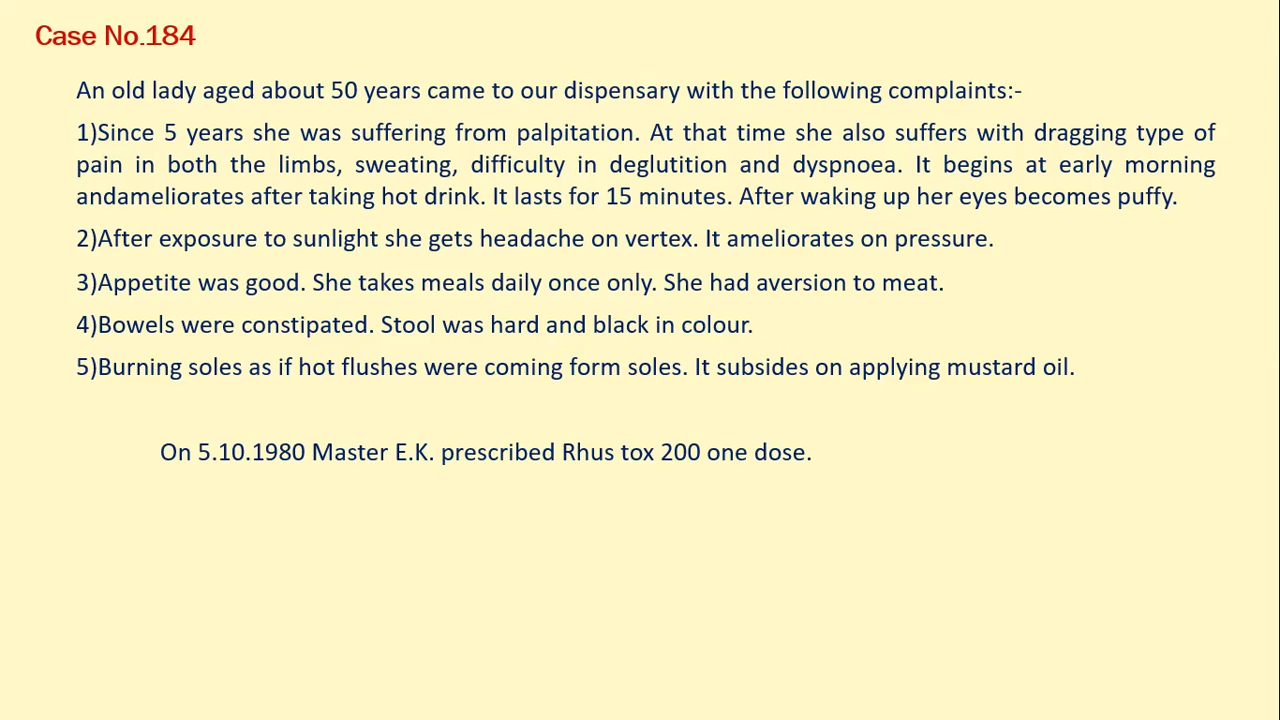 Case No.184
An old lady aged about 50 years came to our dispensary with the following complaints:-
1)Since 5 years she was suffering from palpitation. At that time she also suffers with dragging type of
pain in both the limbs, sweating, difficulty in deglutition and dyspnoea. It begins at early morning
andameliorates after taking hot drink. It lasts for 15 minutes. After waking up her eyes becomes puffy.
2)After exposure to sunlight she gets headache on vertex. It ameliorates on pressure.
3)Appetite was good. She takes meals daily once only. She had aversion to meat.
4)Bowels were constipated. Stool was hard and black in colour.
5)Burning soles as if hot flushes were coming form soles. It subsides on applying mustard oil.
On 5.10.1980 Master E.K. prescribed Rhus tox 200 one dose.